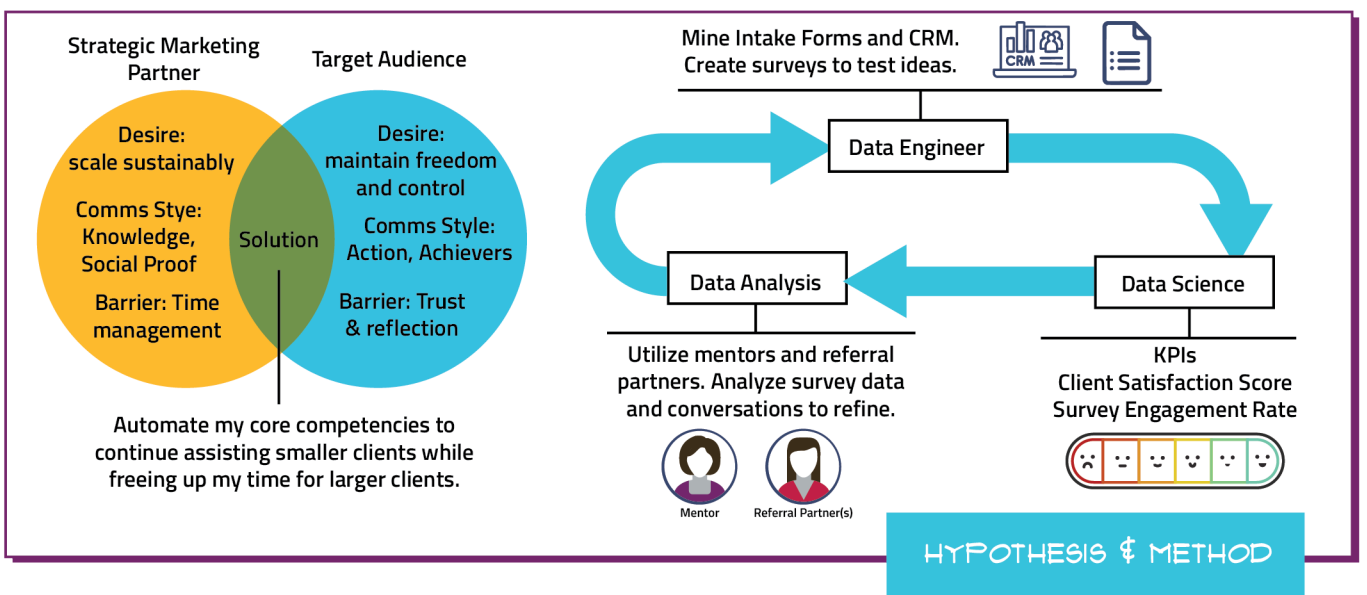 Strategic Marketing
Partner
Target Audience
Desire:
scale sustainably
Comms Stye:
Knowledge,
Social Proof
Barrier: Time
management
Solution
Desire:
maintain freedom
and control
Comms Style:
Action, Achievers
Barrier: Trust
& reflection
Automate my core competencies to
continue assisting smaller clients while
freeing up my time for larger clients.
Mine Intake Forms and CRM.
Create surveys to test ideas.
CRM
Data Engineer
Data Analysis
Data Science
Utilize mentors and referral
partners. Analyze survey data
and conversations to refine.
Mentor
Referral Partner(s)
KPIs
Client Satisfaction Score
Survey Engagement Rate
HYPOTHESIS & METHOD